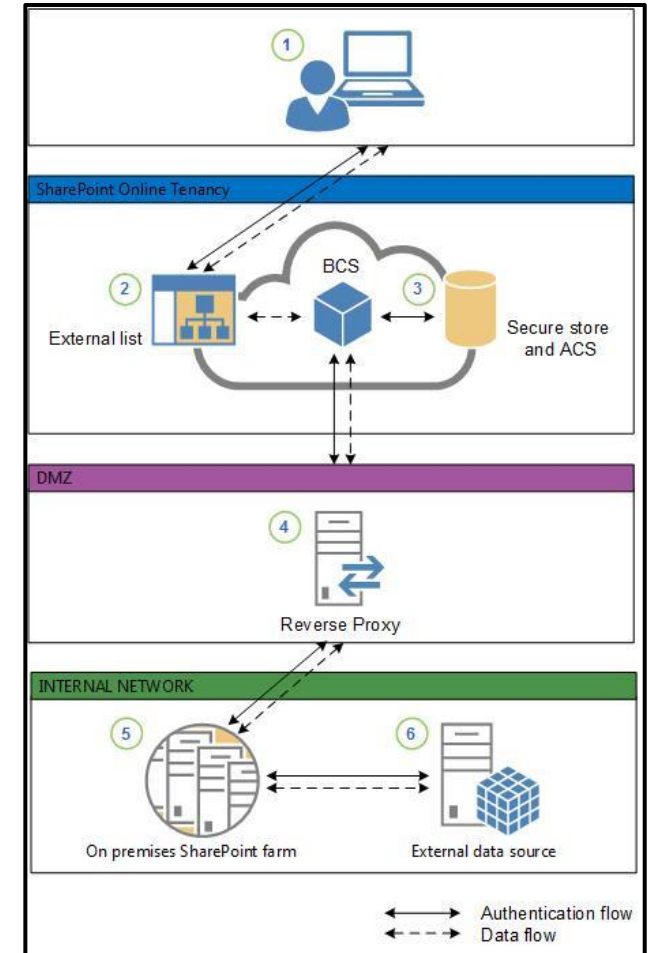 1
SharePoint Online Tenancy
BCS
2
3
External list
Secure store
and ACS
DMZ
4
Reverse Proxy
INTERNAL NETWORK
5
6
On premises SharePoint farm
External data source
Authentication flow
Data flow